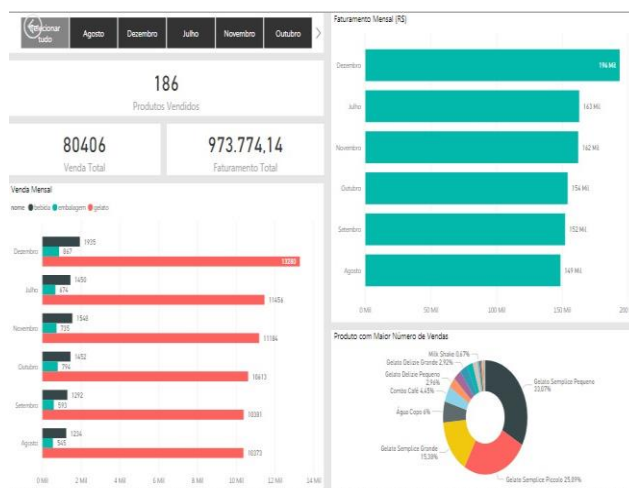 Selecionar tudo
Agosto
Dezembro
Julho
Novembro
Outubro
186
Produtos Vendidos
80406
Venda Total
973.774,14
Faturamento Total
Venda Mensal
nome bebida embalagem gelato
Dezembro
1935
867
13280
Julho
1450
674
11456
Novembro
1546
735
11184
Outubro
1452
794
10613
Setembro
1292
593
10381
Agosto
1234
545
10373
0 Mil 2 Mil 4 Mil 6 Mil 8 Mil 10 Mil 12 Mil 14 Mil
Faturamento Mensal (R$)
Dezembro 196 Mil
Julho 163 Mil
Novembro 162 Mil
Outubro 154 Mil
Setembro 152 Mil
Agosto 149 Mil
0 Mil 50 Mil 100 Mil 150 Mil 200
Produto com Maior Número de Vendas
Milk Shake 0.67%
Gelato Delizie Grande 2.92%
Gelato Delizie Pequeno
2.96%
Combo Café 4.45%
Água Copo 6%
Gelato Semplice Grande
15,38%
Gelato Semplice Pequeno
33,07%
Gelato Semplice Piccolo 25,89%